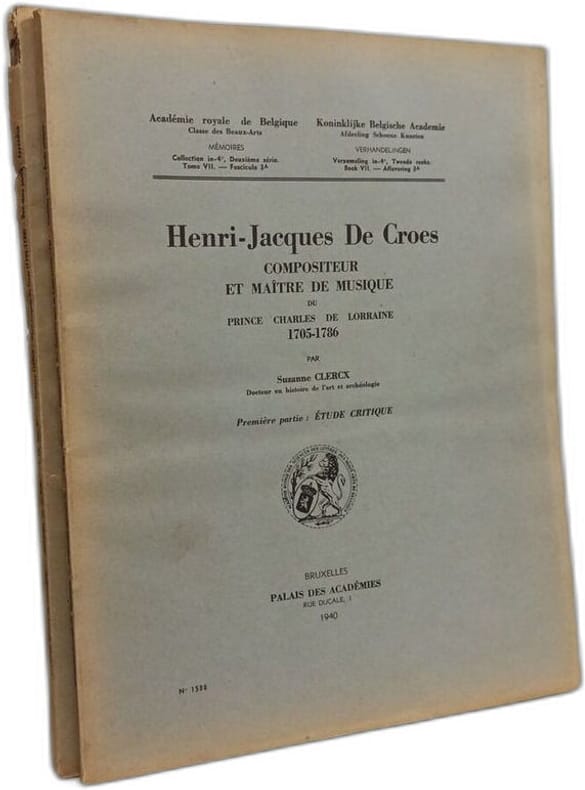 Académie royale de Belgique
Classe des Beaux-Arts
MÉMOIRES
Collection in-4°, Deuxième série.
Tome VII. — Fascicule 3^A
Koninklijke Belgische Academie
Afdeeling Schoone Kunsten
VERHANDELINGEN
Verzameling in-4°, Tweede reeks.
Boek VII. — Aflevering 3^A
Henri-Jacques De Croes
COMPOSITEUR
ET MAÎTRE DE MUSIQUE
DU
PRINCE CHARLES DE LORRAINE
1705-1786
PAR
Suzanne CLERCX
Docteur en histoire de l'art et archéologie
Première partie : ÉTUDE CRITIQUE
BRUXELLES
PALAIS DES ACADÉMIES
RUE DUCALE, 1
1940
N° 1588